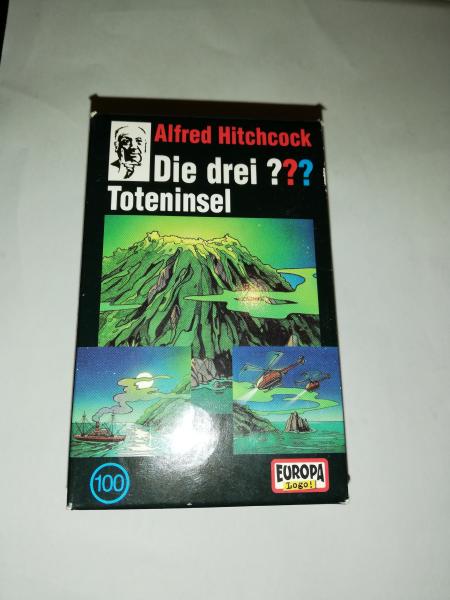 Alfred Hitchcock
Die drei ???
Toteninsel
100
EUROPA
Logo!